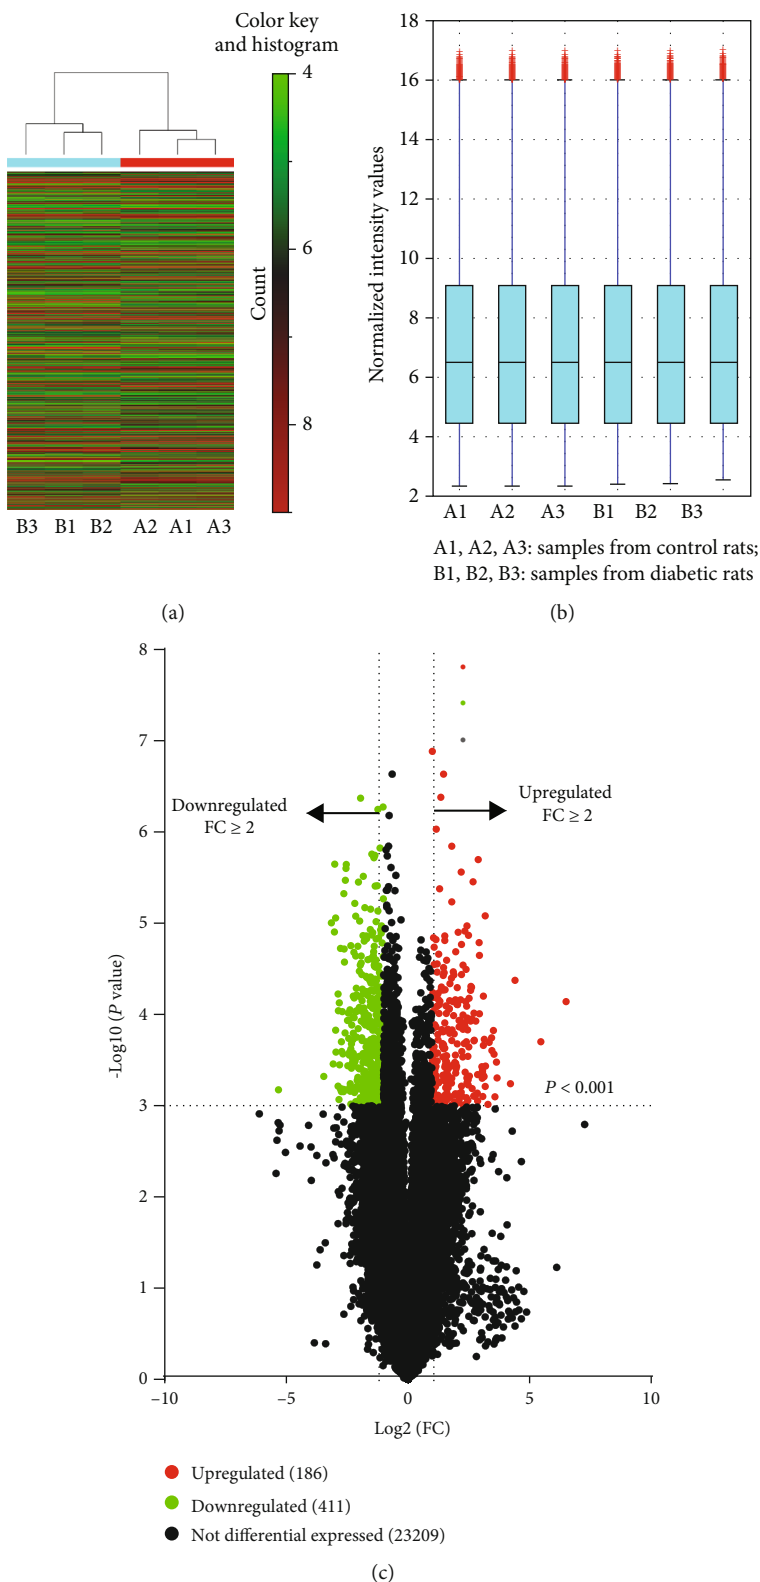 Color key
and histogram
4
6
8
Count
B3 B1 B2 A2 A1 A3
(a)
18
16
14
12
10
8
6
4
2
Normalized intensity values
A1 A2 A3 B1 B2 B3
A1, A2, A3: samples from control rats;
B1, B2, B3: samples from diabetic rats
(b)
8
7
6
5
4
3
2
1
0
-Log10 (P value)
Downregulated
FC ≥ 2
Upregulated
FC ≥ 2
P < 0.001
−10 −5 0 5 10
Log2 (FC)
Upregulated (186)
Downregulated (411)
Not differential expressed (23209)
(c)